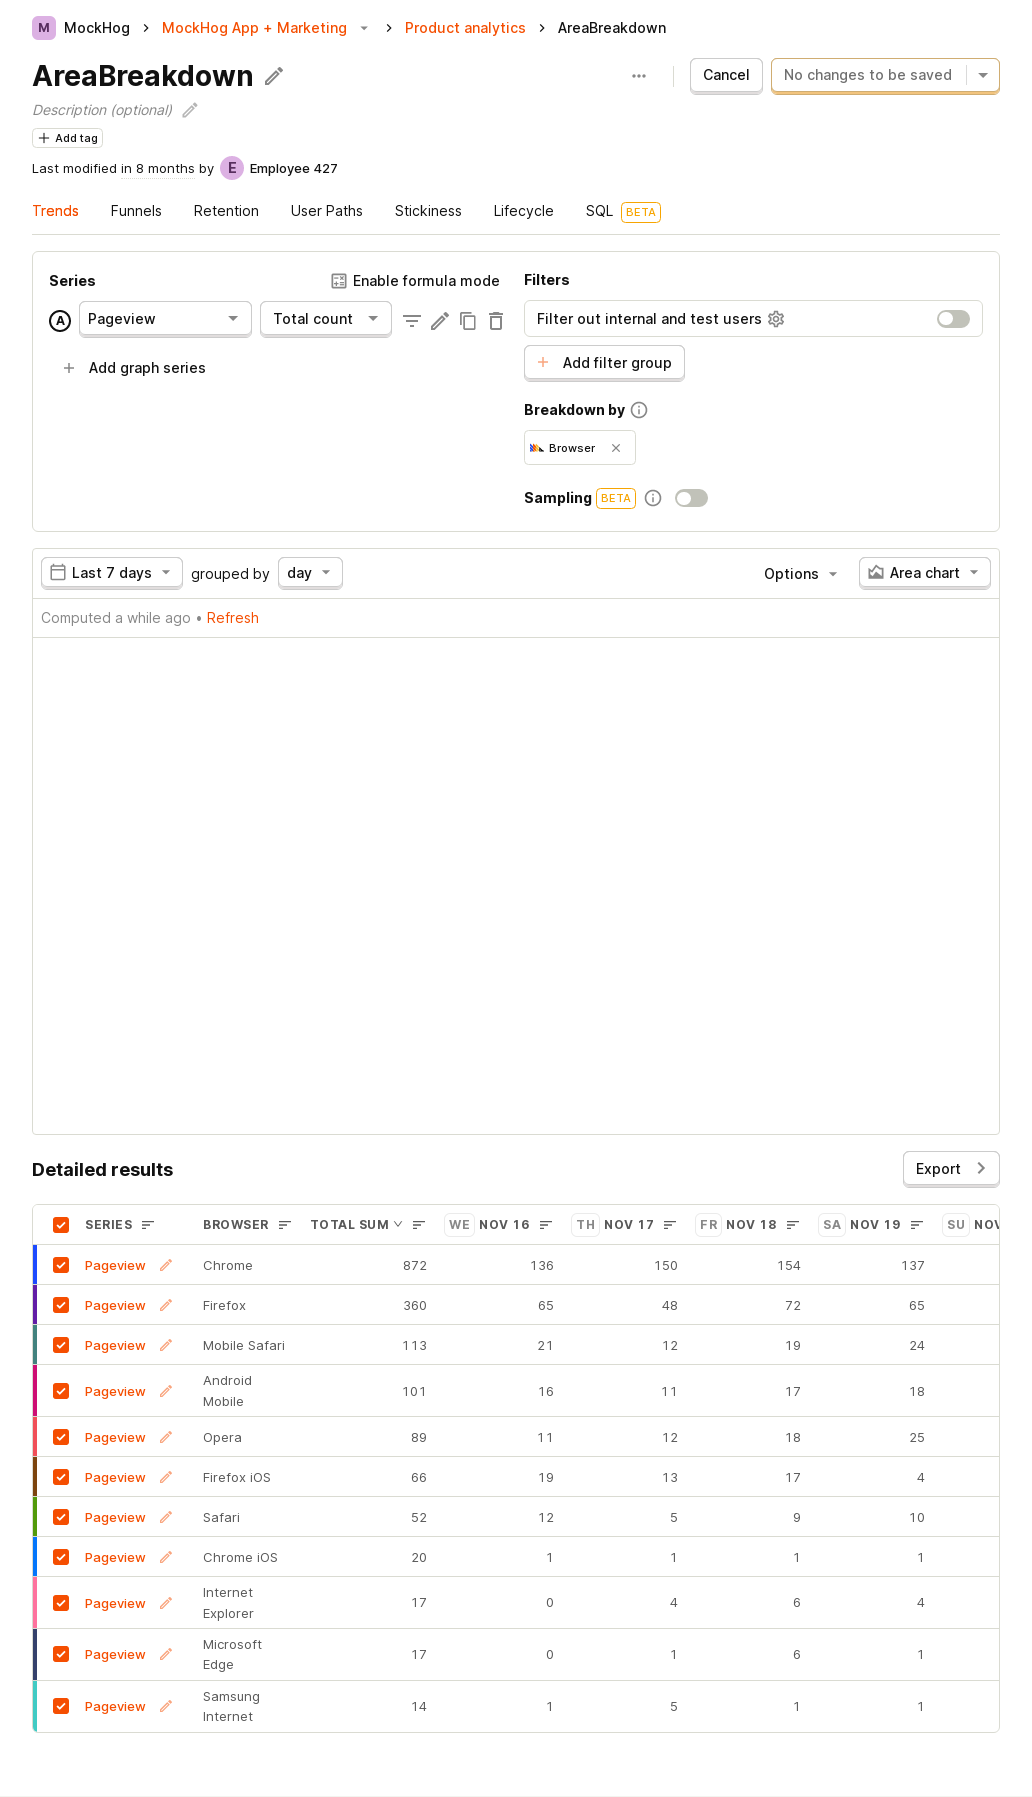 M MockHog > MockHog App + Marketing > Product analytics > AreaBreakdown
AreaBreakdown
Cancel
No changes to be saved
Description (optional)
+ Add tag
Last modified in 8 months by E Employee 427
Trends Funnels Retention User Paths Stickiness Lifecycle SQL BETA
Series
Enable formula mode
A Pageview Total count
+ Add graph series
Filters
Filter out internal and test users
+ Add filter group
Breakdown by
Browser
Sampling BETA
Last 7 days grouped by day
Options Area chart
Computed a while ago • Refresh
Detailed results
Export
SERIES BROWSER TOTAL SUM WE NOV 16 TH NOV 17 FR NOV 18 SA NOV 19 SU NOV
Pageview Chrome 872 136 150 154 137
Pageview Firefox 360 65 48 72 65
Pageview Mobile Safari 113 21 12 19 24
Pageview Android Mobile 101 16 11 17 18
Pageview Opera 89 11 12 18 25
Pageview Firefox iOS 66 19 13 17 4
Pageview Safari 52 12 5 9 10
Pageview Chrome iOS 20 1 1 1 1
Pageview Internet Explorer 17 0 4 6 4
Pageview Microsoft Edge 17 0 1 6 1
Pageview Samsung Internet 14 1 5 1 1